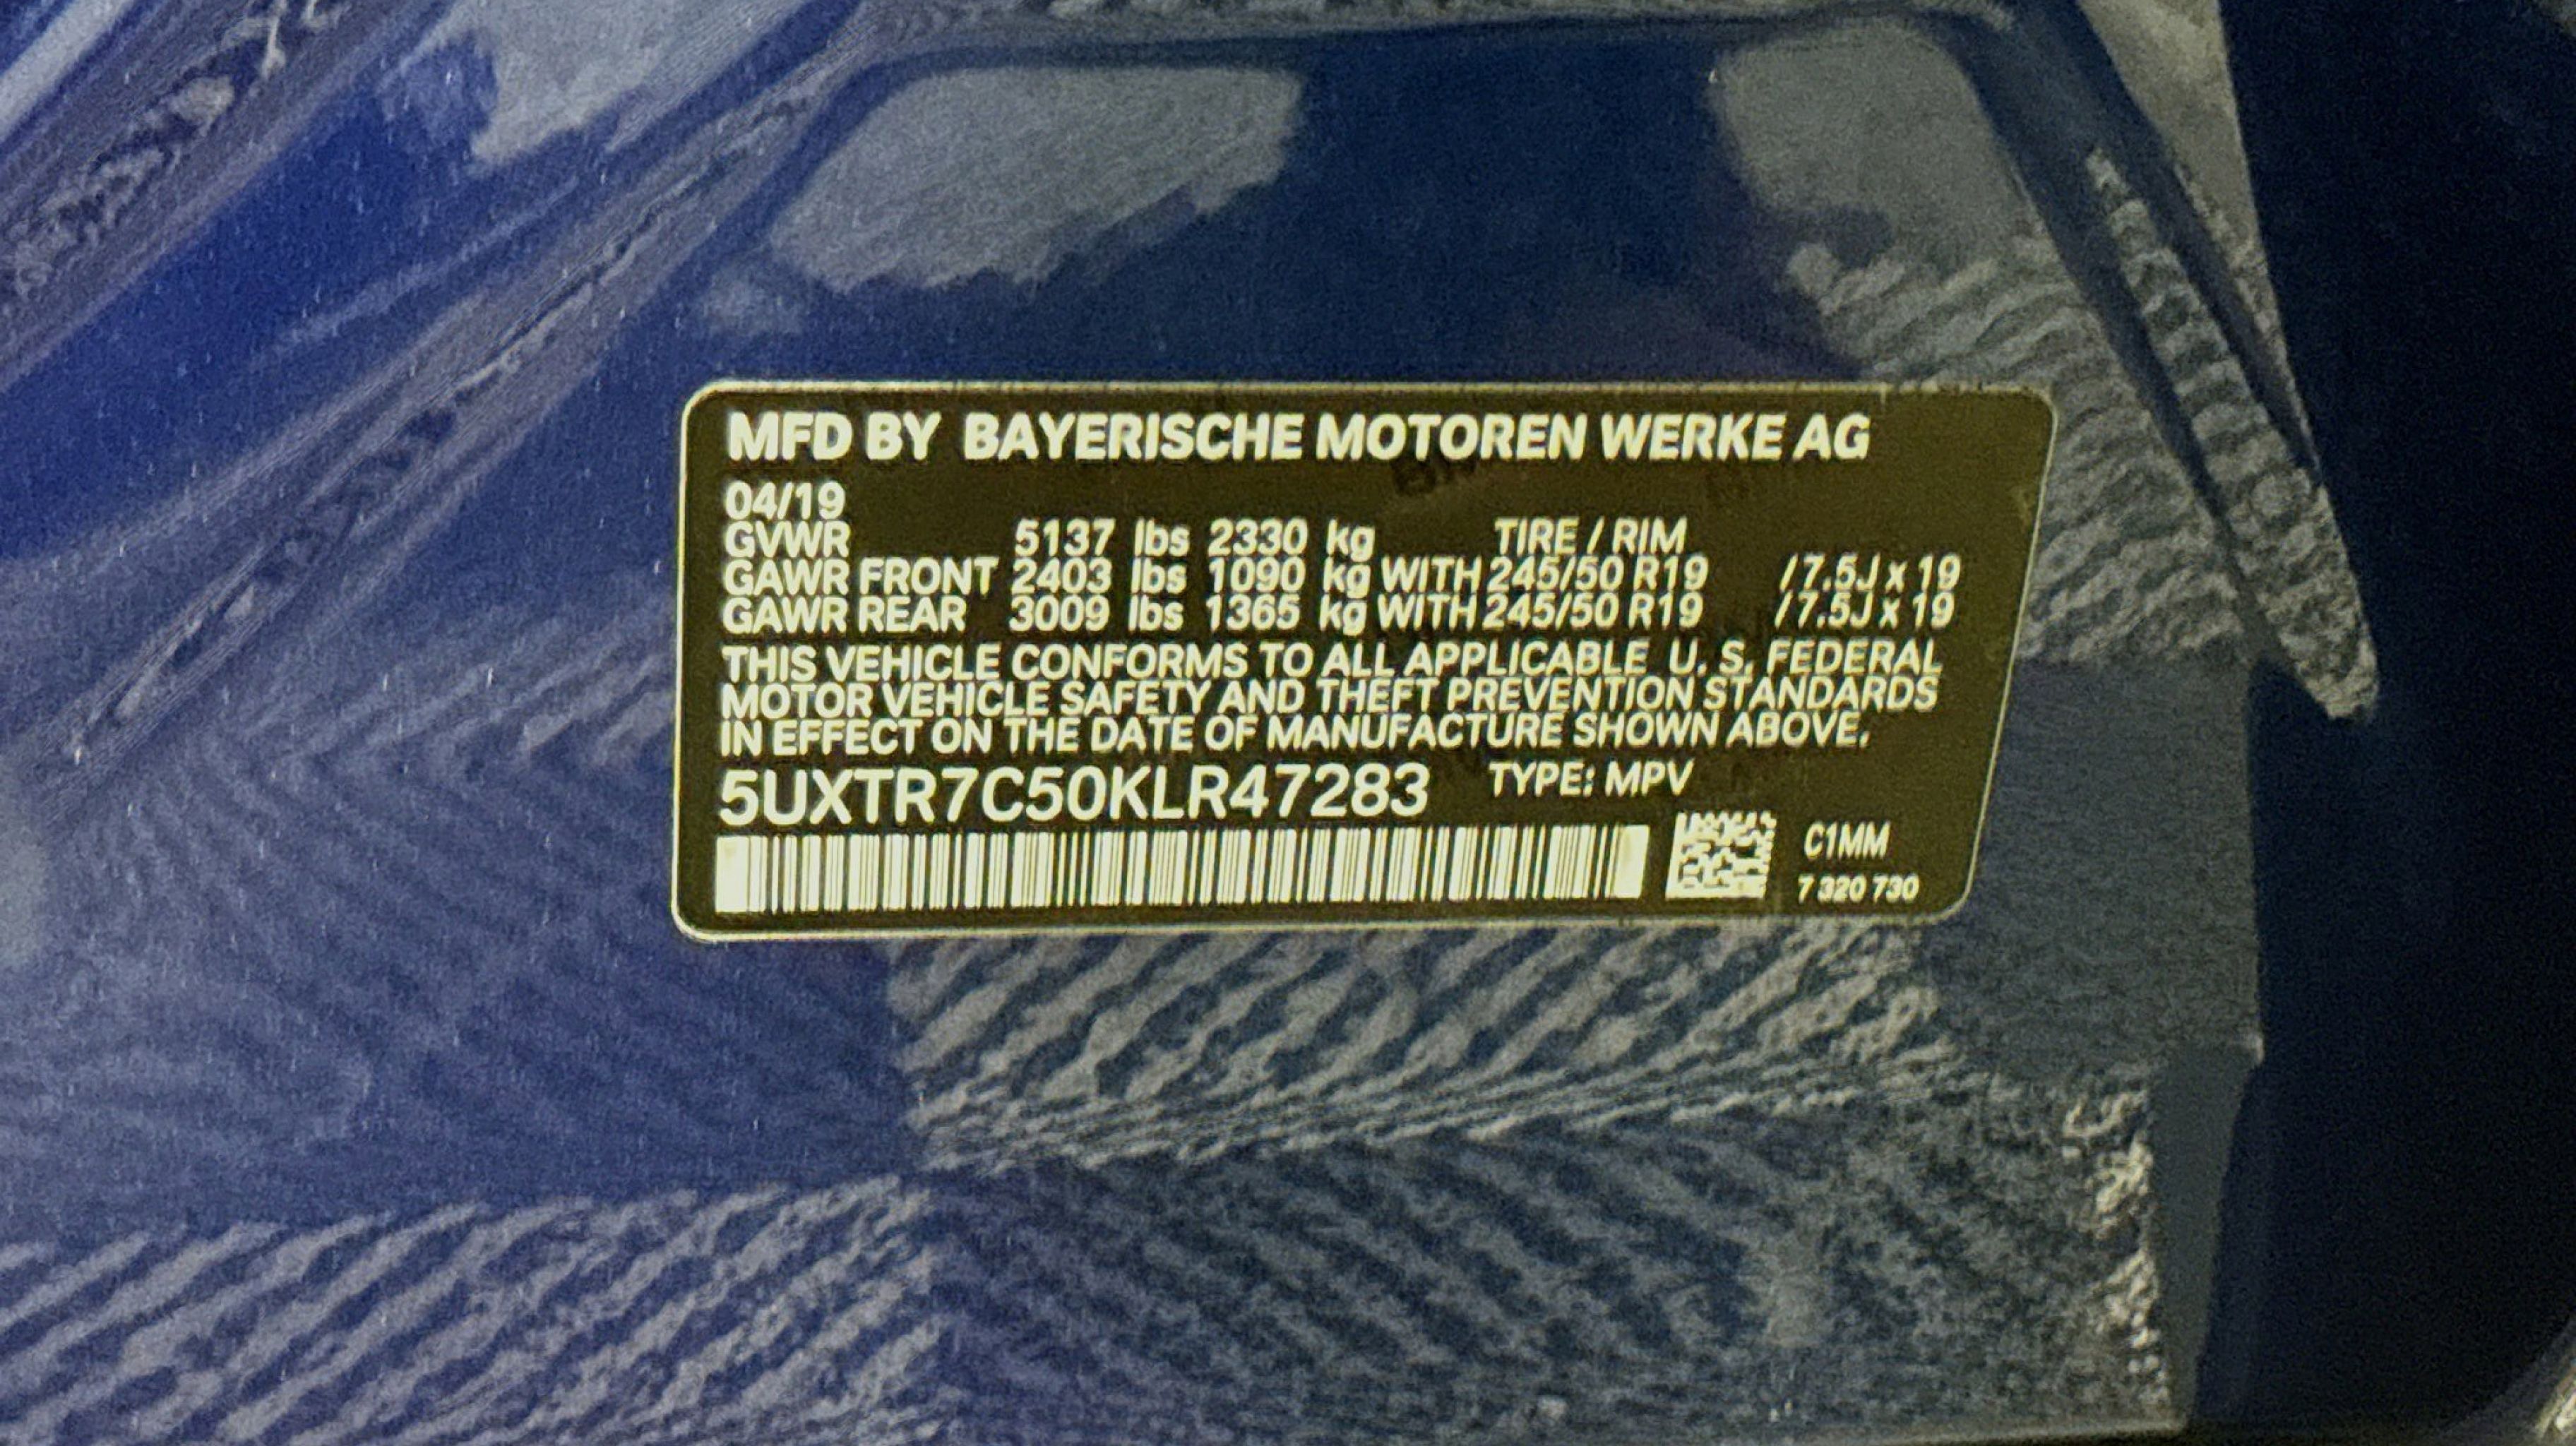 MFD BY BAYERISCHE MOTOREN WERKE AG
04/19
GVWR 5137 lbs 2330 kg TIRE / RIM
GAWR FRONT 2403 lbs 1090 kg WITH 245/50 R19 / 7.5J x 19
GAWR REAR 3009 lbs 1365 kg WITH 245/50 R19 / 7.5J x 19
THIS VEHICLE CONFORMS TO ALL APPLICABLE U. S. FEDERAL
MOTOR VEHICLE SAFETY AND THEFT PREVENTION STANDARDS
IN EFFECT ON THE DATE OF MANUFACTURE SHOWN ABOVE.
5UXTR7C50KLR47283 TYPE: MPV
C1MM
7 320 730